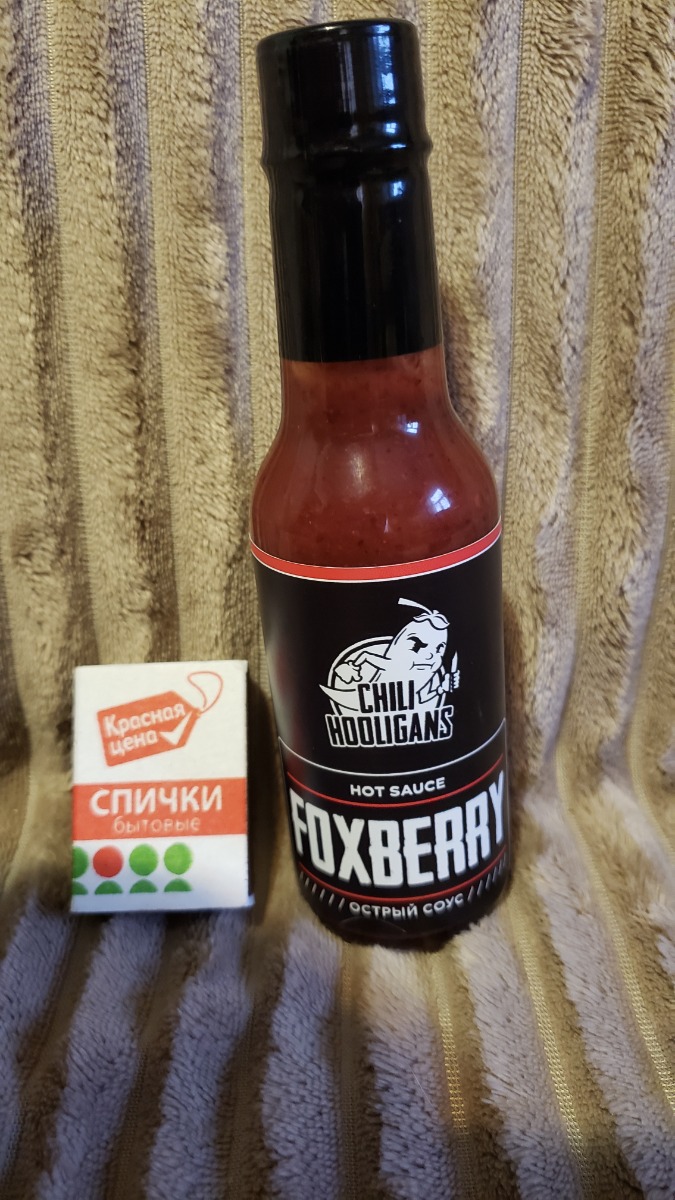 Красная
цена
СПИЧКИ
бытовые
CHILI
HOOLIGANS
HOT SAUCE
FOXBERRY
ОСТРЫЙ СОУС